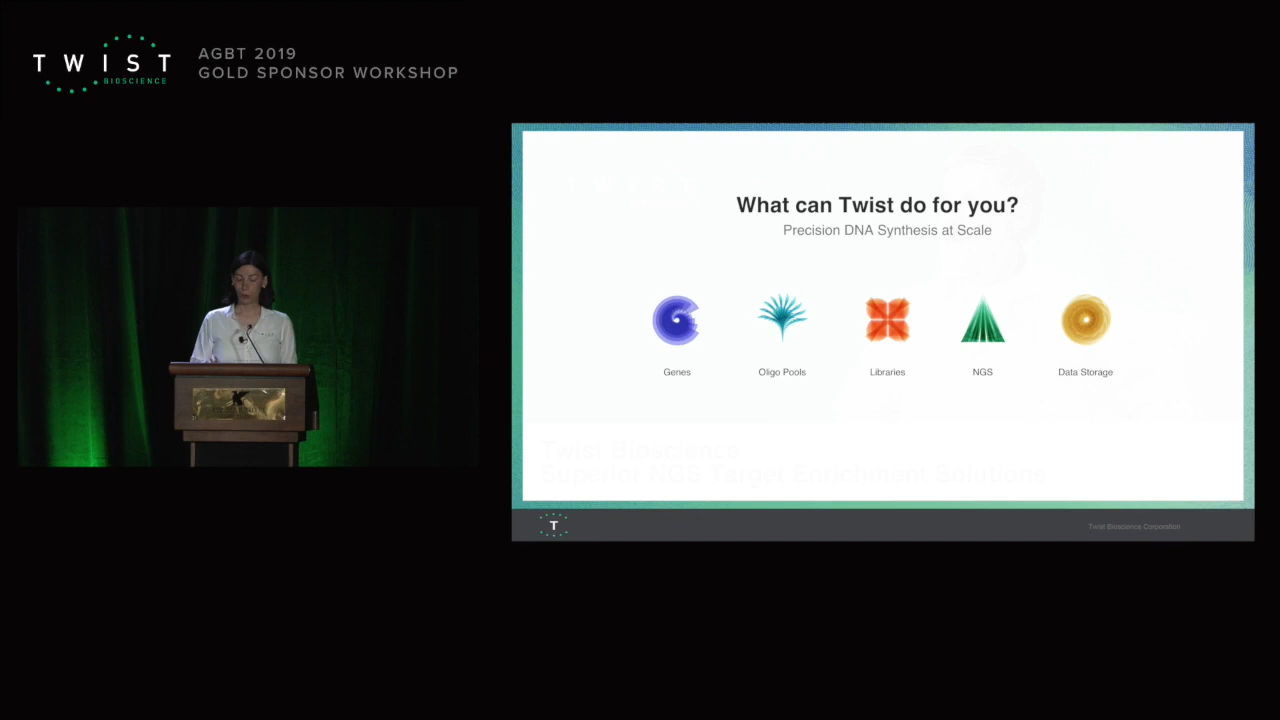 TWIST
BIOSCIENCE
AGBT 2019
GOLD SPONSOR WORKSHOP
What can Twist do for you?
Precision DNA Synthesis at Scale
Genes
Oligo Pools
Libraries
NGS
Data Storage
Twist Bioscience
Superior NGS Target Enrichment Solutions
T
Twist Bioscience Corporation